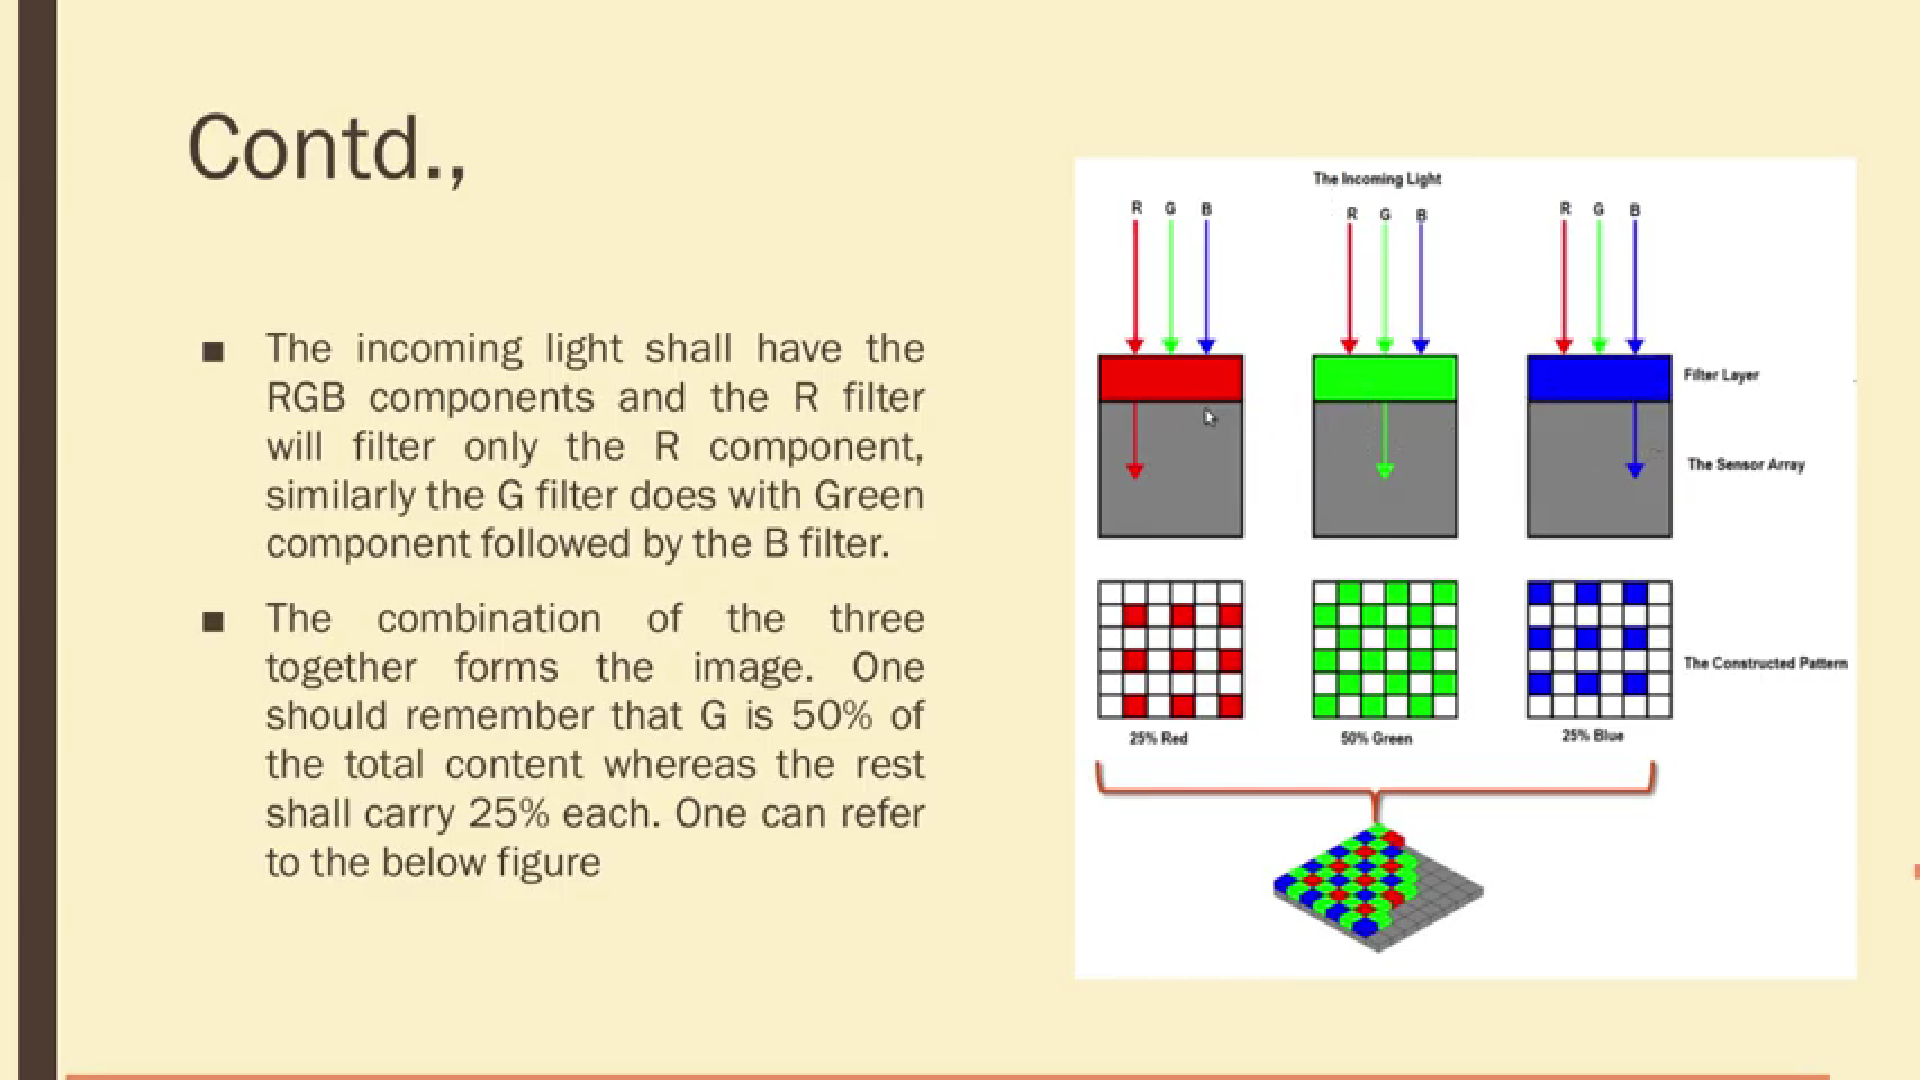 Contd.,
■ The incoming light shall have the
RGB components and the R filter
will filter only the R component,
similarly the G filter does with Green
component followed by the B filter.
■ The combination of the three
together forms the image. One
should remember that G is 50% of
the total content whereas the rest
shall carry 25% each. One can refer
to the below figure
The Incoming Light
R G B
R G B
R G B
Filter Layer
The Sensor Array
The Constructed Pattern
25% Red
50% Green
25% Blue